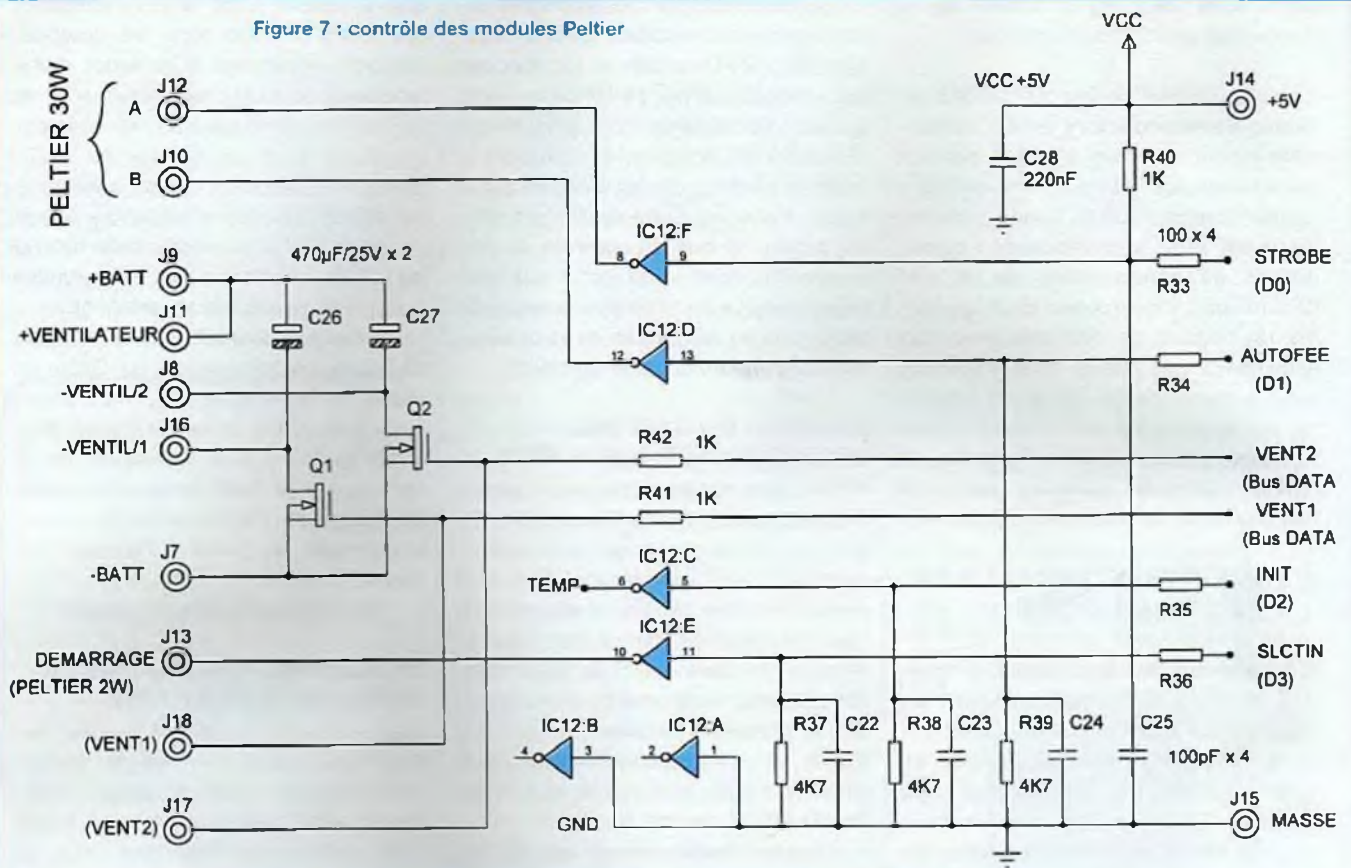 Figure 7 : contrôle des modules Peltier
VCC
PELTIER 30W
J12
A
J10
B
VCC +5V
J14
+5V
C28
220nF
R40
1K
J9
+BATT
470µF/25V x 2
IC12:F
8
9
100 x 4
R33
STROBE
(D0)
J11
+VENTILATEUR
C26
C27
IC12:D
12
13
R34
AUTOFEE
(D1)
J8
-VENTIL/2
J16
-VENTIL/1
Q2
Q1
R42
1K
VENT2
(Bus DATA
R41
1K
VENT1
(Bus DATA
J7
-BATT
IC12:C
TEMP
6
5
R35
INIT
(D2)
J13
DEMARRAGE
(PELTIER 2W)
IC12:E
10
11
R36
SLCTIN
(D3)
J18
(VENT1)
IC12:B
4
3
IC12:A
2
1
R37
C22
R38
C23
R39
C24
C25
100pF x 4
4K7
4K7
4K7
J17
(VENT2)
GND
J15
MASSE